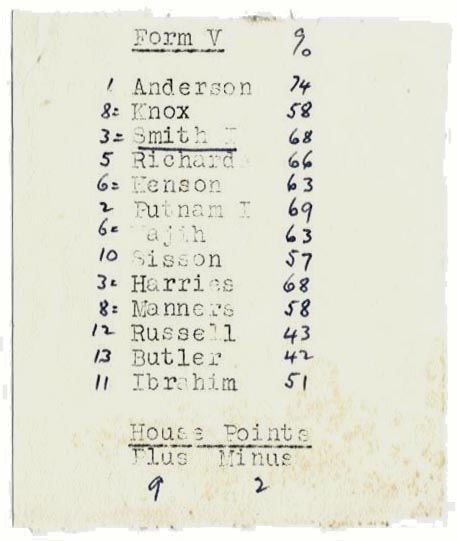 Form V %
1 Anderson 74
8= Knox 58
3= Smith I 68
5 Richards 66
6= Henson 63
2 Putnam I 69
6= Wajih 63
10 Sisson 57
3= Harries 68
8= Manners 58
12 Russell 43
13 Butler 42
11 Ibrahim 51
House Points
Plus Minus
9 2